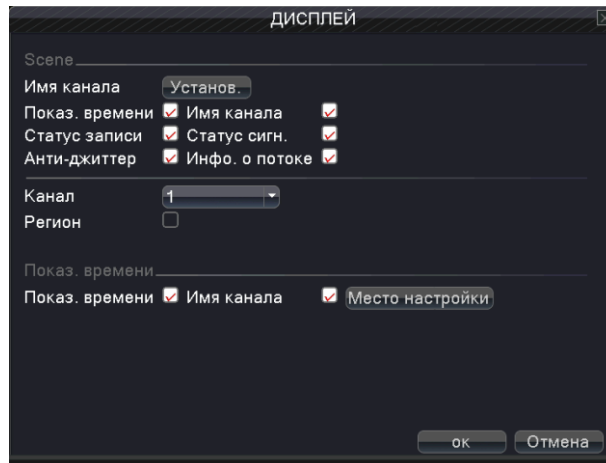 ДИСПЛЕЙ
Scene
Имя канала Установ.
Показ. времени Имя канала
Статус записи Статус сигн.
Анти-джиттер Инфо. о потоке
Канал 1
Регион
Показ. времени
Показ. времени Имя канала Место настройки
ок Отмена